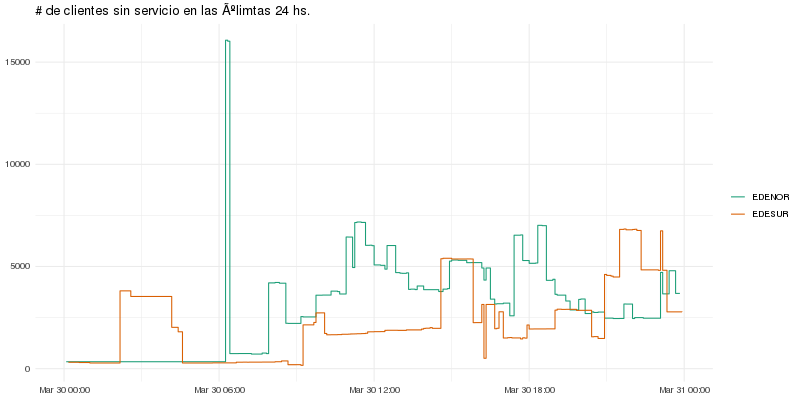 # de clientes sin servicio en las Ãºlimtas 24 hs.
15000
10000
5000
0
Mar 30 00:00
Mar 30 06:00
Mar 30 12:00
Mar 30 18:00
Mar 31 00:00
EDENOR
EDESUR